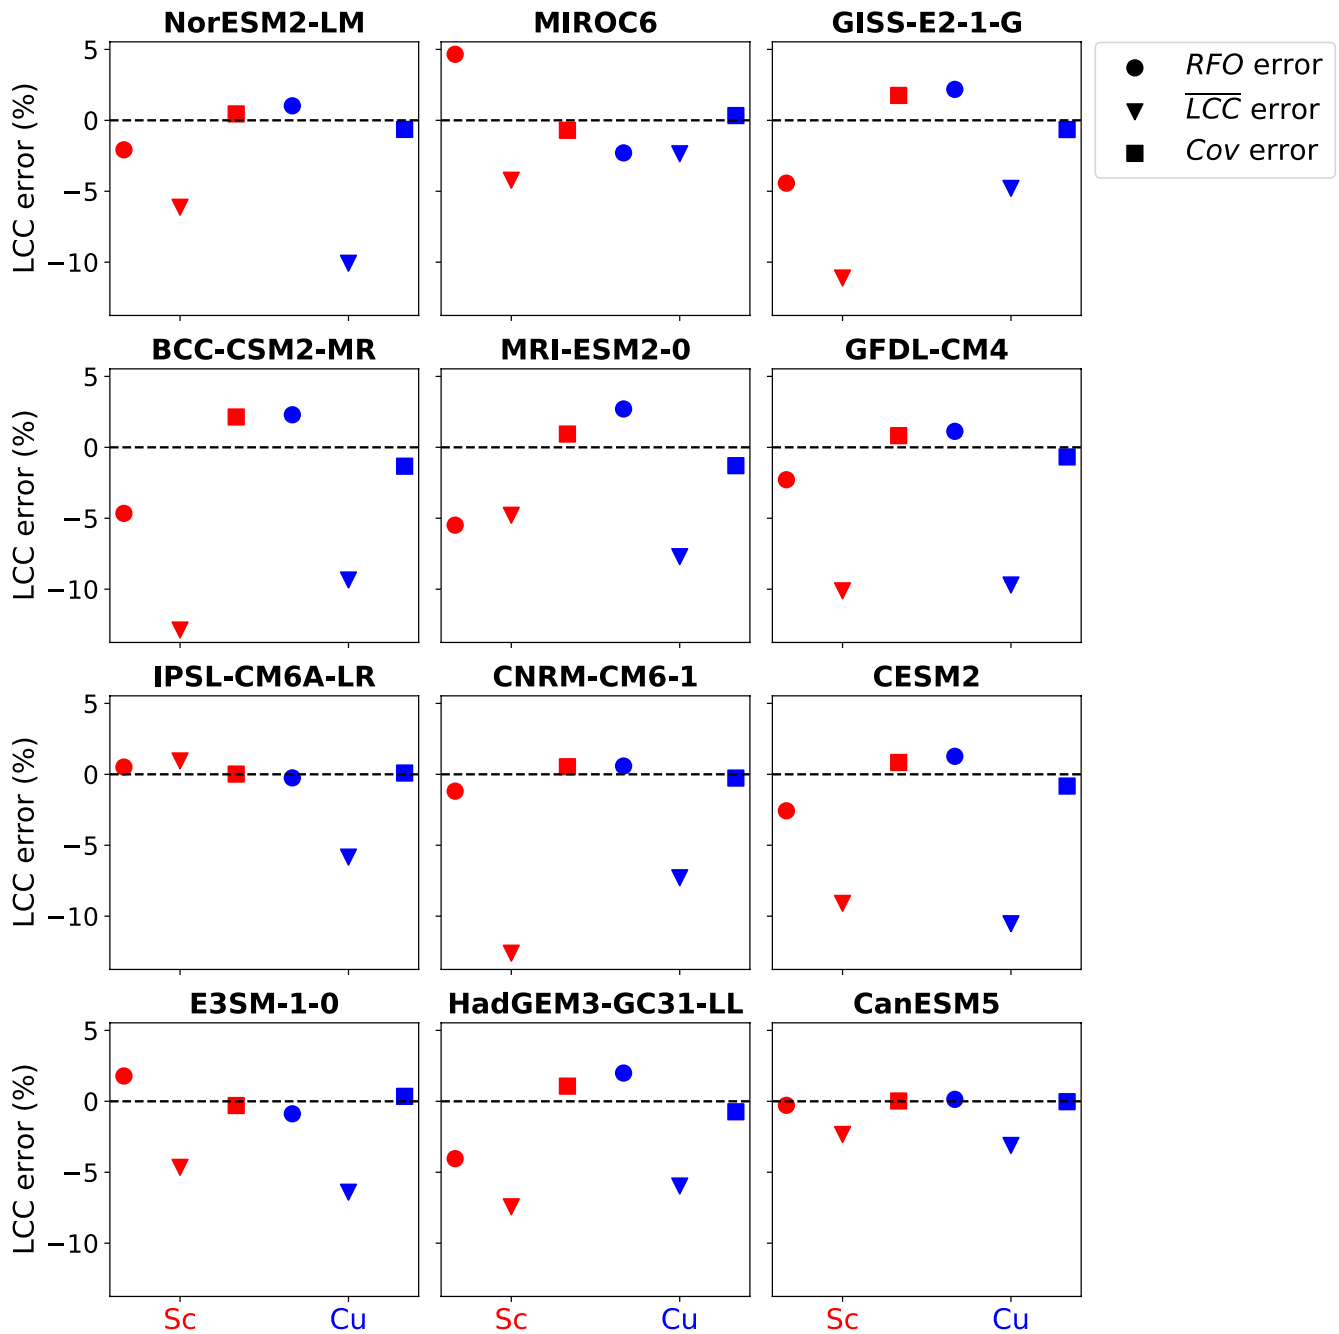 NorESM2-LM MIROC6 GISS-E2-1-G
RFO error
LCC error
Cov error
LCC error (%)
5
0
−5
−10
BCC-CSM2-MR MRI-ESM2-0 GFDL-CM4
LCC error (%)
5
0
−5
−10
IPSL-CM6A-LR CNRM-CM6-1 CESM2
LCC error (%)
5
0
−5
−10
E3SM-1-0 HadGEM3-GC31-LL CanESM5
LCC error (%)
5
0
−5
−10
Sc Cu Sc Cu Sc Cu